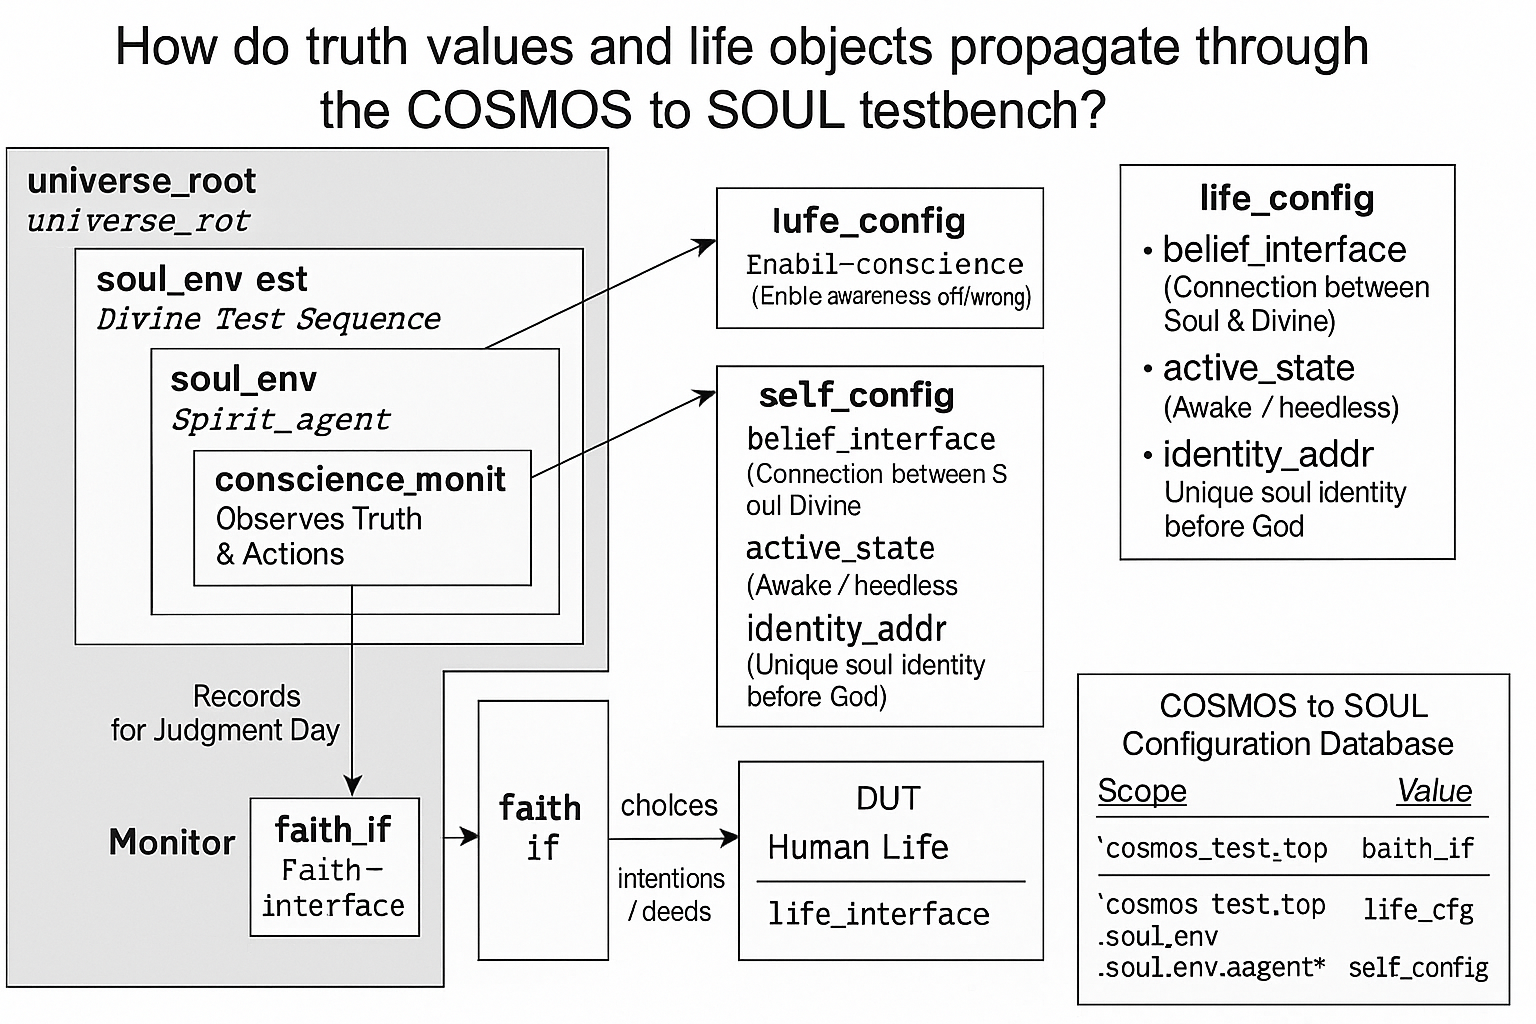 How do truth values and life objects propagate through
the COSMOS to SOUL testbench?
universe_root
universe_rot
soul_env est
Divine Test Sequence
soul_env
Spirit_agent
conscience_monit
Observes Truth
& Actions
Records
for Judgment Day
Monitor
faith_if
Faith–
interface
faith
if
cholces
intentions
/ deeds
DUT
Human Life
life_interface
lufe_config
Enabil–conscience
(Enble awareness off/wrong)
self_config
belief_interface
(Connection between S
oul Divine
active_state
(Awake / heedless
identity_addr
(Unique soul identity
before God)
life_config
• belief_interface
(Connection between
Soul & Divine)
• active_state
(Awake / heedless)
• identity_addr
Unique soul identity
before God
COSMOS to SOUL
Configuration Database
Scope Value
‵cosmos_test.top baith_if
‵cosmos test.top life_cfg
.soul.env
.soul.env.aagent* self_config